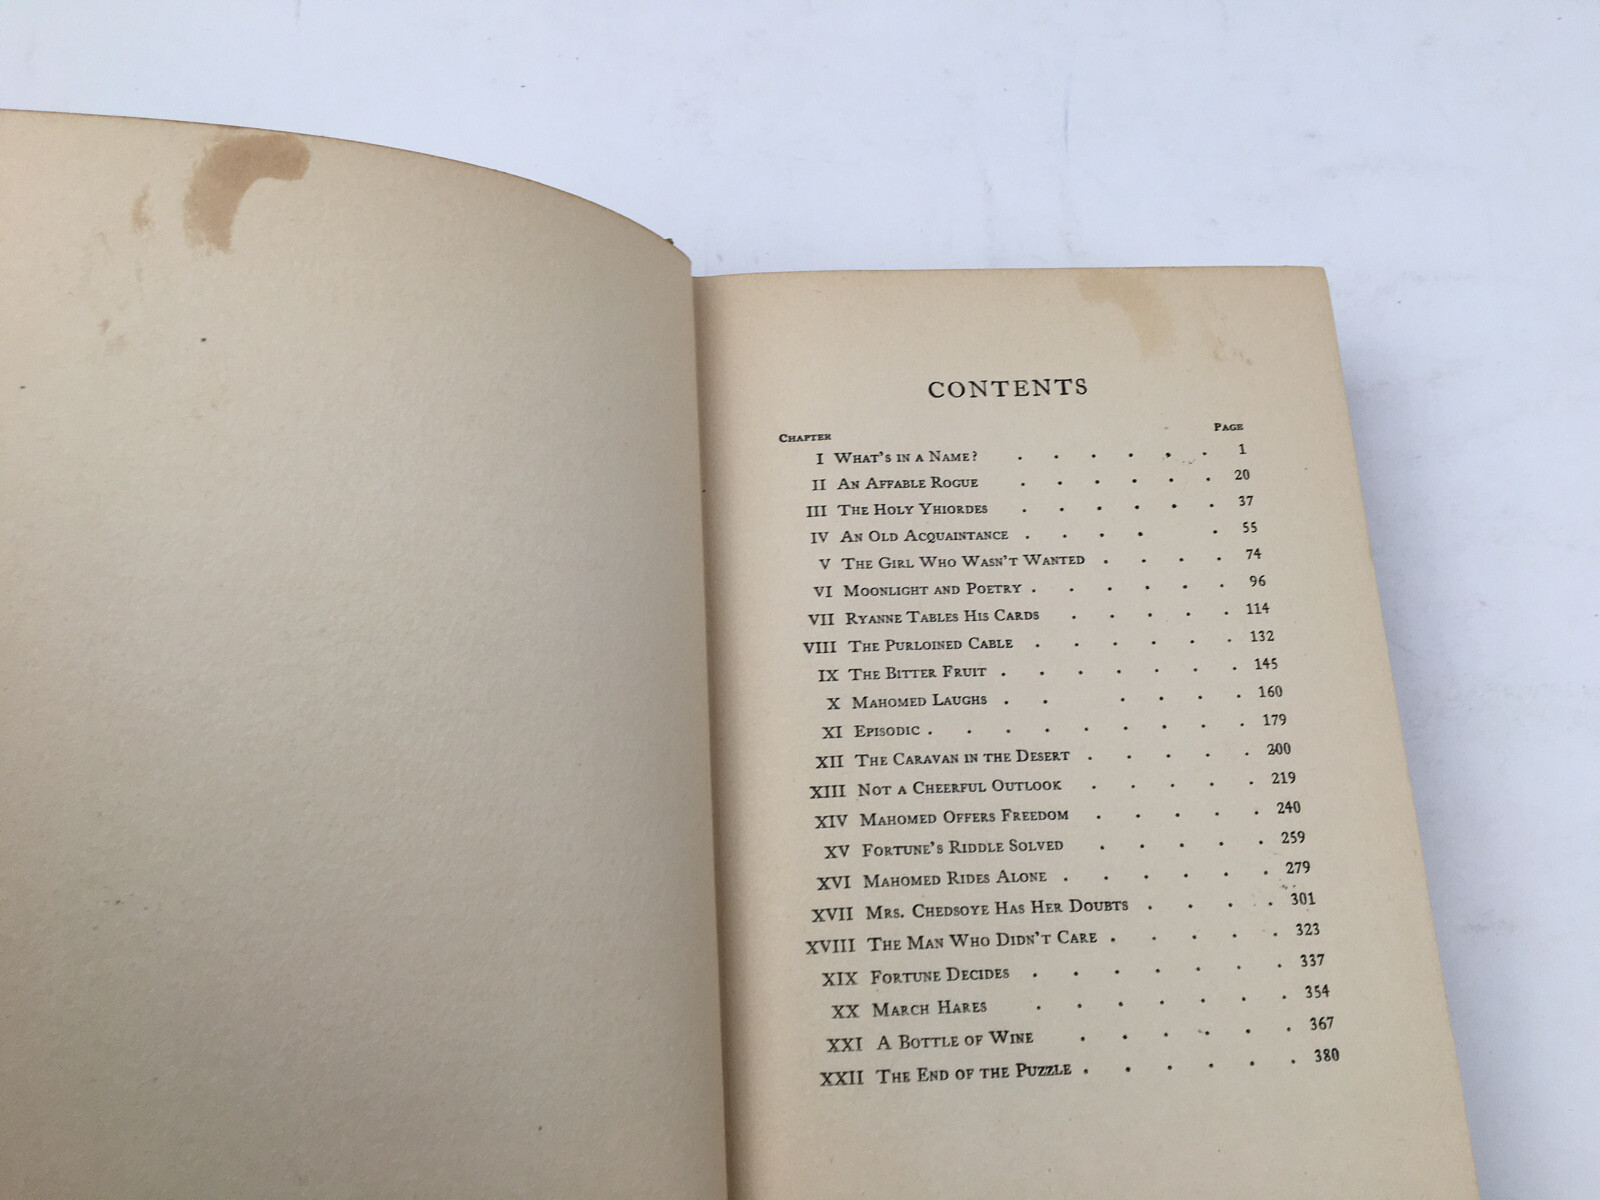 CONTENTS
CHAPTER PAGE
I WHAT'S IN A NAME? . . . . . . 1
II AN AFFABLE ROGUE . . . . . . 20
III THE HOLY YHIORDES . . . . . . 37
IV AN OLD ACQUAINTANCE . . . . . 55
V THE GIRL WHO WASN'T WANTED . . . . 74
VI MOONLIGHT AND POETRY . . . . . . 96
VII RYANNE TABLES HIS CARDS . . . . . 114
VIII THE PURLOINED CABLE . . . . . . 132
IX THE BITTER FRUIT . . . . . . . 145
X MAHOMED LAUGHS . . . . . . 160
XI EPISODIC . . . . . . . . . 179
XII THE CARAVAN IN THE DESERT . . . . . 200
XIII NOT A CHEERFUL OUTLOOK . . . . . 219
XIV MAHOMED OFFERS FREEDOM . . . . . 240
XV FORTUNE'S RIDDLE SOLVED . . . . . 259
XVI MAHOMED RIDES ALONE . . . . . . 279
XVII MRS. CHEDSOYE HAS HER DOUBTS . . . . 301
XVIII THE MAN WHO DIDN'T CARE . . . . . 323
XIX FORTUNE DECIDES . . . . . . . 337
XX MARCH HARES . . . . . . . 354
XXI A BOTTLE OF WINE . . . . . . 367
XXII THE END OF THE PUZZLE . . . . . . 380